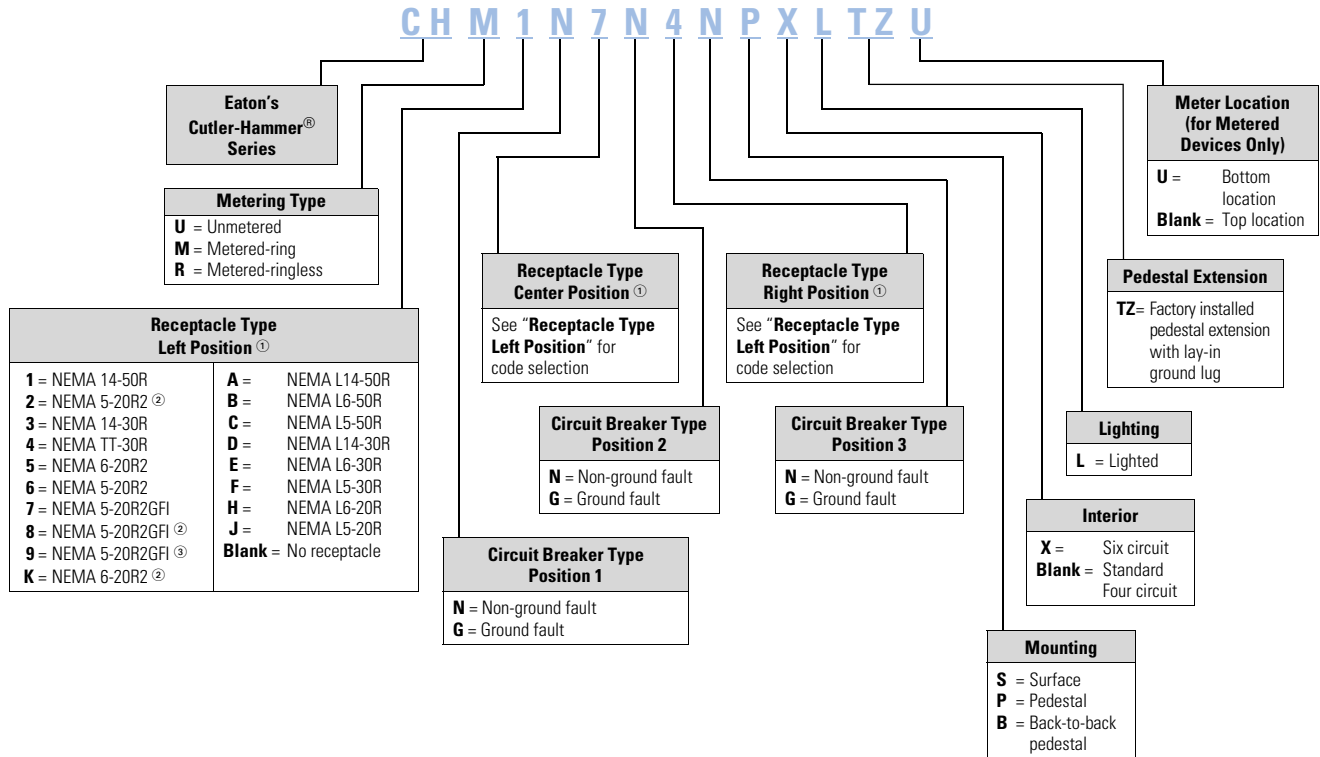 CH M 1 N 7 N 4 N P X L TZ U
Eaton's
Cutler-Hammer®
Series
Metering Type
U = Unmetered
M = Metered-ring
R = Metered-ringless
Receptacle Type
Left Position ①
1 = NEMA 14-50R
2 = NEMA 5-20R2 ②
3 = NEMA 14-30R
4 = NEMA TT-30R
5 = NEMA 6-20R2
6 = NEMA 5-20R2
7 = NEMA 5-20R2GFI
8 = NEMA 5-20R2GFI ②
9 = NEMA 5-20R2GFI ③
K = NEMA 6-20R2 ②
A = NEMA L14-50R
B = NEMA L6-50R
C = NEMA L5-50R
D = NEMA L14-30R
E = NEMA L6-30R
F = NEMA L5-30R
H = NEMA L6-20R
J = NEMA L5-20R
Blank = No receptacle
Circuit Breaker Type
Position 1
N = Non-ground fault
G = Ground fault
Receptacle Type
Center Position ①
See "Receptacle Type
Left Position" for
code selection
Circuit Breaker Type
Position 2
N = Non-ground fault
G = Ground fault
Receptacle Type
Right Position ①
See "Receptacle Type
Left Position" for
code selection
Circuit Breaker Type
Position 3
N = Non-ground fault
G = Ground fault
Mounting
S = Surface
P = Pedestal
B = Back-to-back
pedestal
Interior
X = Six circuit
Blank = Standard
Four circuit
Lighting
L = Lighted
Pedestal Extension
TZ= Factory installed
pedestal extension
with lay-in
ground lug
Meter Location
(for Metered
Devices Only)
U = Bottom
location
Blank = Top location